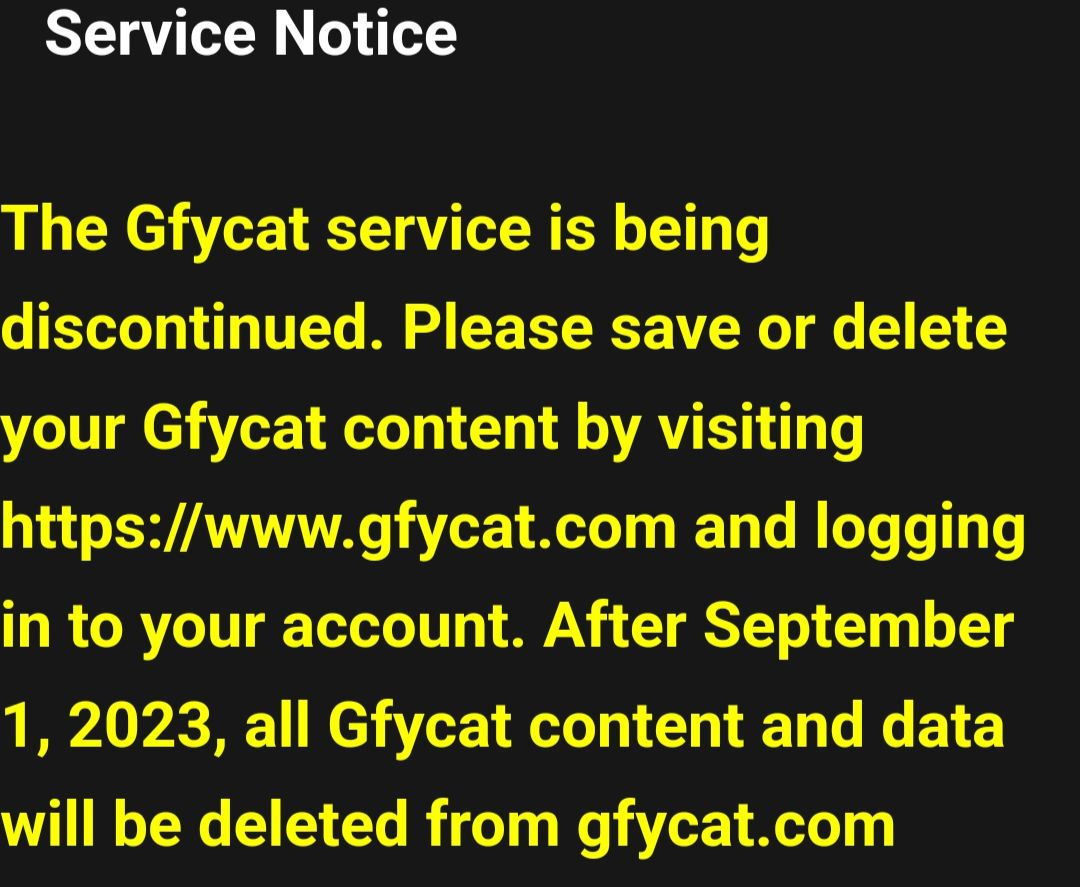 Service Notice
The Gfycat service is being
discontinued. Please save or delete
your Gfycat content by visiting
https://www.gfycat.com and logging
in to your account. After September
1, 2023, all Gfycat content and data
will be deleted from gfycat.com